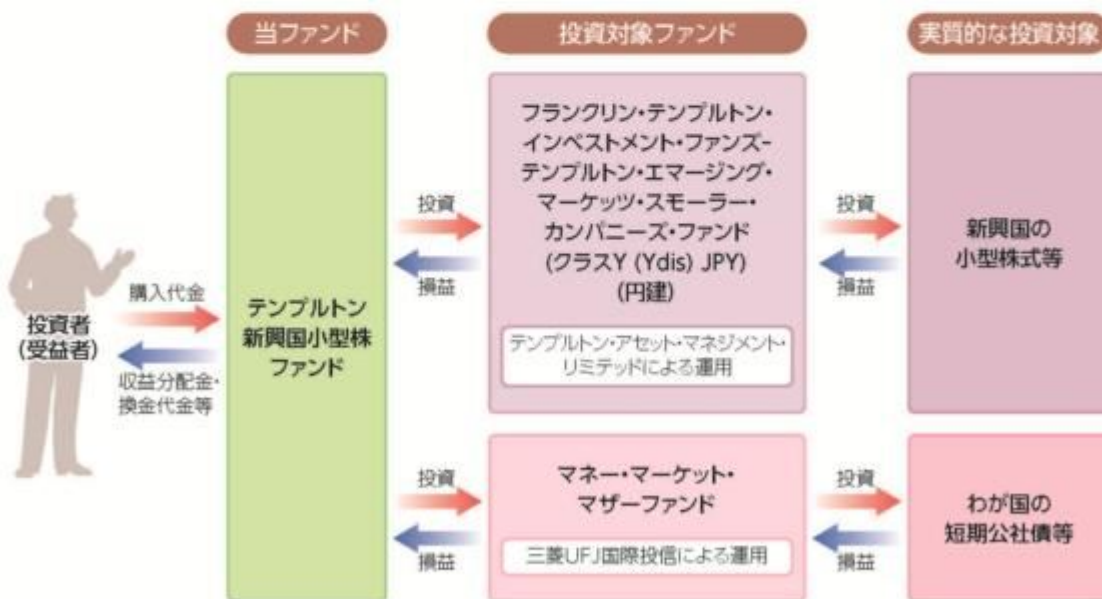 当ファンド
投資対象ファンド
実質的な投資対象
投資者
(受益者)
購入代金
収益分配金・
換金代金等
テンプルトン
新興国小型株
ファンド
投資
損益
フランクリン・テンプルトン・
インベストメント・ファンズ-
テンプルトン・エマージング・
マーケッツ・スモーラー・
カンパニーズ・ファンド
(クラスY (Ydis) JPY)
(円建)
テンプルトン・アセット・マネジメント・
リミテッドによる運用
投資
損益
新興国の
小型株式等
投資
損益
マネー・マーケット・
マザーファンド
三菱UFJ国際投信による運用
投資
損益
わが国の
短期公社債等